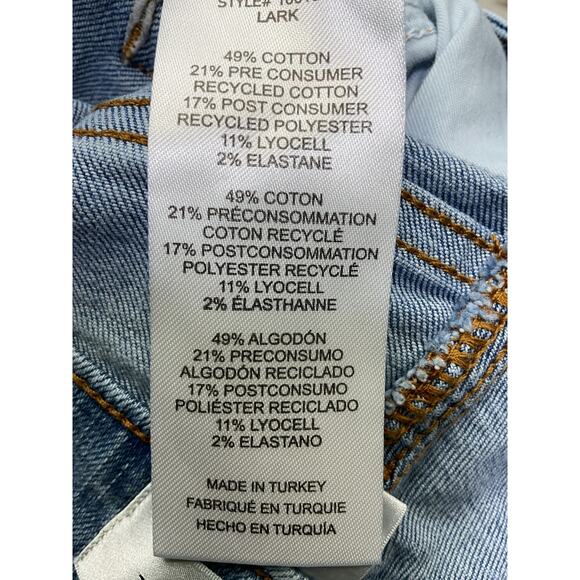 STYLE#
LARK
49% COTTON
21% PRE CONSUMER
RECYCLED COTTON
17% POST CONSUMER
RECYCLED POLYESTER
11% LYOCELL
2% ELASTANE
49% COTON
21% PRÉCONSOMMATION
COTON RECYCLÉ
17% POSTCONSOMMATION
POLYESTER RECYCLÉ
11% LYOCELL
2% ÉLASTHANNE
49% ALGODÓN
21% PRECONSUMO
ALGODÓN RECICLADO
17% POSTCONSUMO
POLIÉSTER RECICLADO
11% LYOCELL
2% ELASTANO
MADE IN TURKEY
FABRIQUÉ EN TURQUIE
HECHO EN TURQUÍA